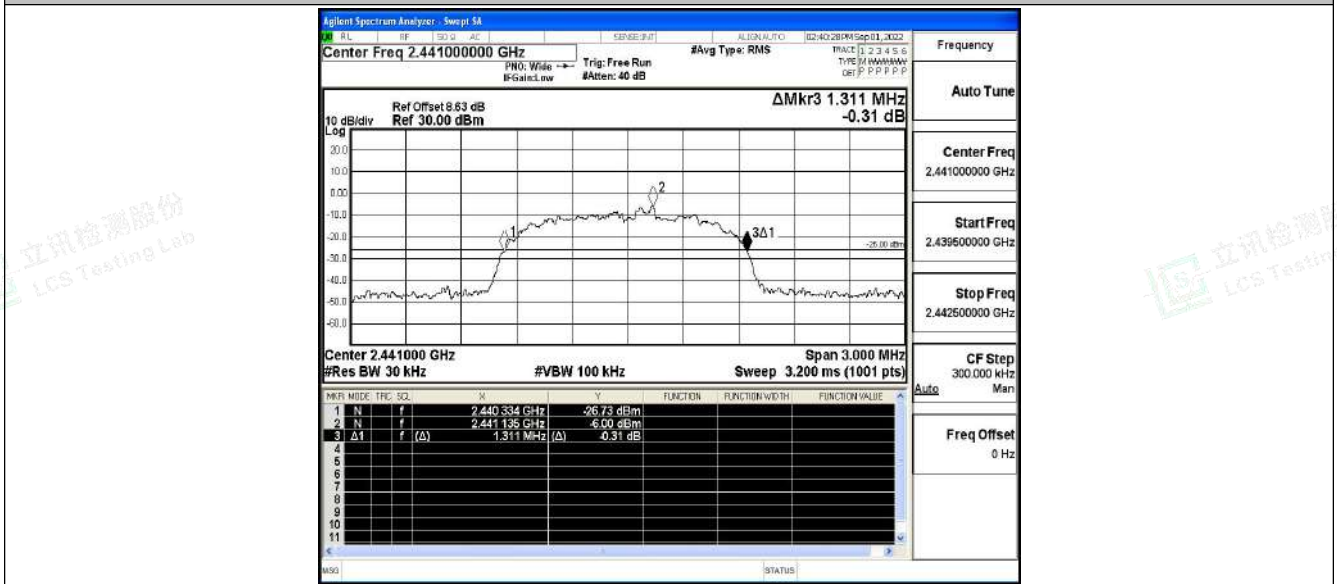 Agilent Spectrum Analyzer - Swept SA
RL RF 50 Ω AC SENSE:INT ALIGNAUTO 02:40:28PM Sep01, 2022
Center Freq 2.441000000 GHz
#Avg Type: RMS
TRACE 1 2 3 4 5 6
PNO: Wide
Trig: Free Run
TYPE
IFGain:Low
#Atten: 40 dB
DET P P P P P
Frequency
Auto Tune
Ref Offset 8.63 dB
ΔMkr3 1.311 MHz
10 dB/div Ref 30.00 dBm
-0.31 dB
Log
20.0
10.0
0.00
-10.0
-20.0
-30.0
-40.0
-50.0
-60.0
1
2
3Δ1
-26.00 dBm
Center 2.441000 GHz
Span 3.000 MHz
#Res BW 30 kHz
#VBW 100 kHz
Sweep 3.200 ms (1001 pts)
Center Freq
2.441000000 GHz
Start Freq
2.439500000 GHz
Stop Freq
2.442500000 GHz
CF Step
300.000 kHz
Auto Man
Freq Offset
0 Hz
MKR MODE TRC SCL X Y FUNCTION FUNCTION WIDTH FUNCTION VALUE
1 N f 2.440 334 GHz -26.73 dBm
2 N f 2.441 135 GHz -6.00 dBm
3 Δ1 f (Δ) 1.311 MHz (Δ) -0.31 dB
4
5
6
7
8
9
10
11
MSG STATUS
立讯检测股份
LCS Testing Lab
立讯检测
LCS Testin